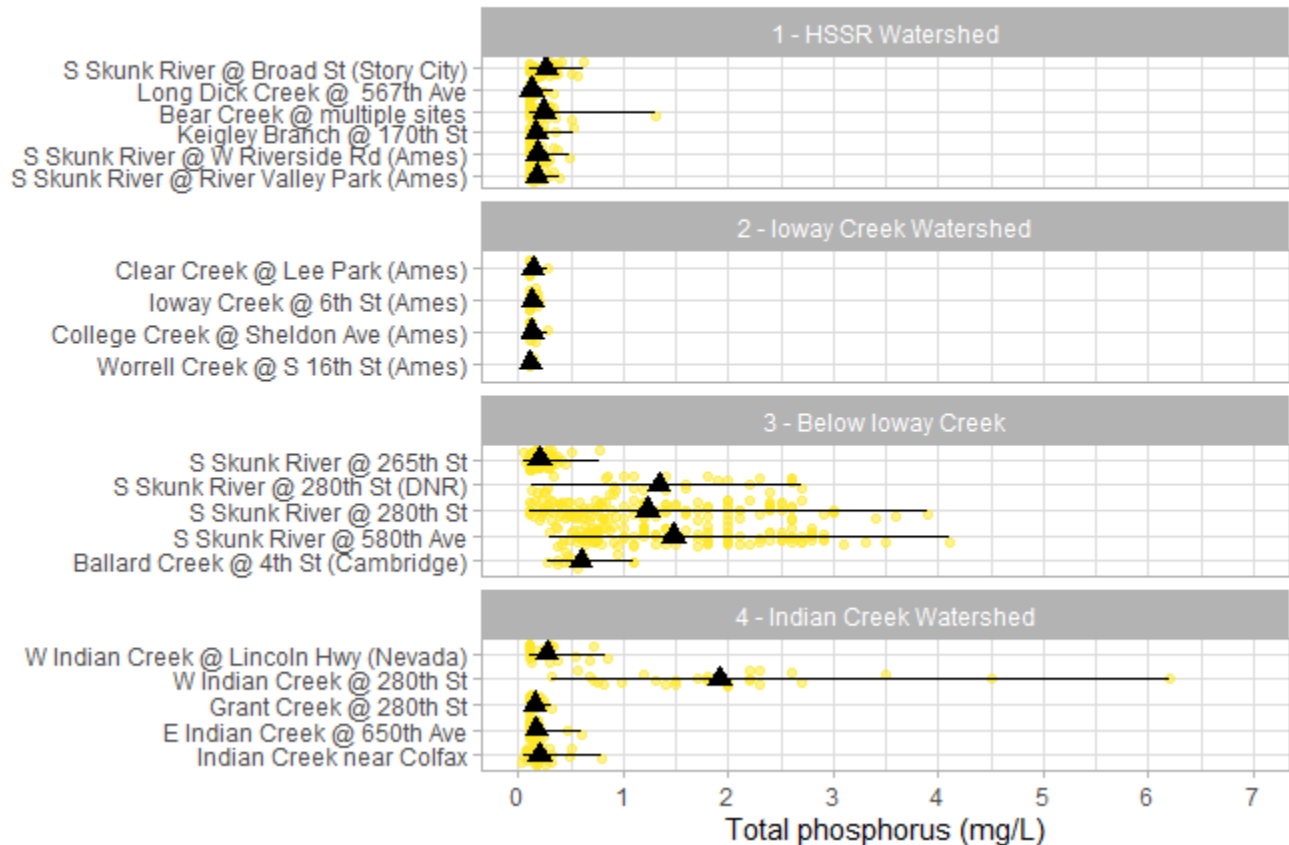 1 - HSSR Watershed
S Skunk River @ Broad St (Story City)
Long Dick Creek @ 567th Ave
Bear Creek @ multiple sites
Keigley Branch @ 170th St
S Skunk River @ W Riverside Rd (Ames)
S Skunk River @ River Valley Park (Ames)
2 - Ioway Creek Watershed
Clear Creek @ Lee Park (Ames)
Ioway Creek @ 6th St (Ames)
College Creek @ Sheldon Ave (Ames)
Worrell Creek @ S 16th St (Ames)
3 - Below Ioway Creek
S Skunk River @ 265th St
S Skunk River @ 280th St (DNR)
S Skunk River @ 280th St
S Skunk River @ 580th Ave
Ballard Creek @ 4th St (Cambridge)
4 - Indian Creek Watershed
W Indian Creek @ Lincoln Hwy (Nevada)
W Indian Creek @ 280th St
Grant Creek @ 280th St
E Indian Creek @ 650th Ave
Indian Creek near Colfax
0 1 2 3 4 5 6 7
Total phosphorus (mg/L)